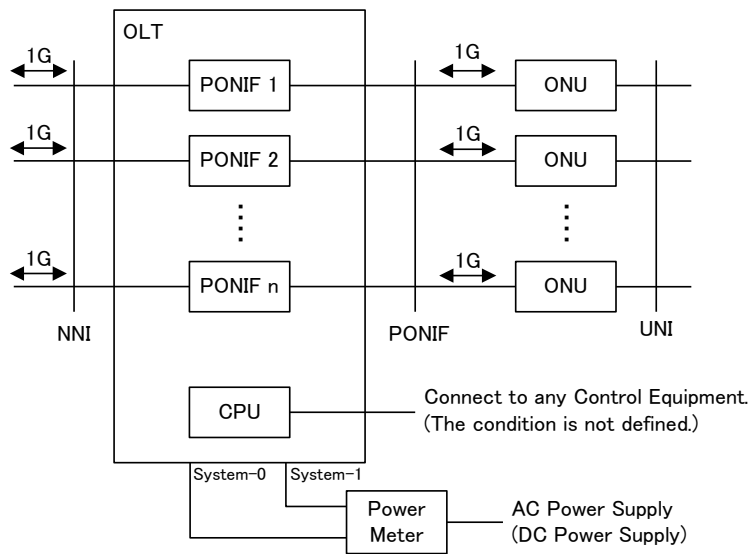 OLT
1G
PONIF 1
1G
ONU
1G
PONIF 2
1G
ONU
1G
PONIF n
1G
ONU
NNI
PONIF
UNI
CPU
Connect to any Control Equipment.
(The condition is not defined.)
System-0
System-1
Power
Meter
AC Power Supply
(DC Power Supply)